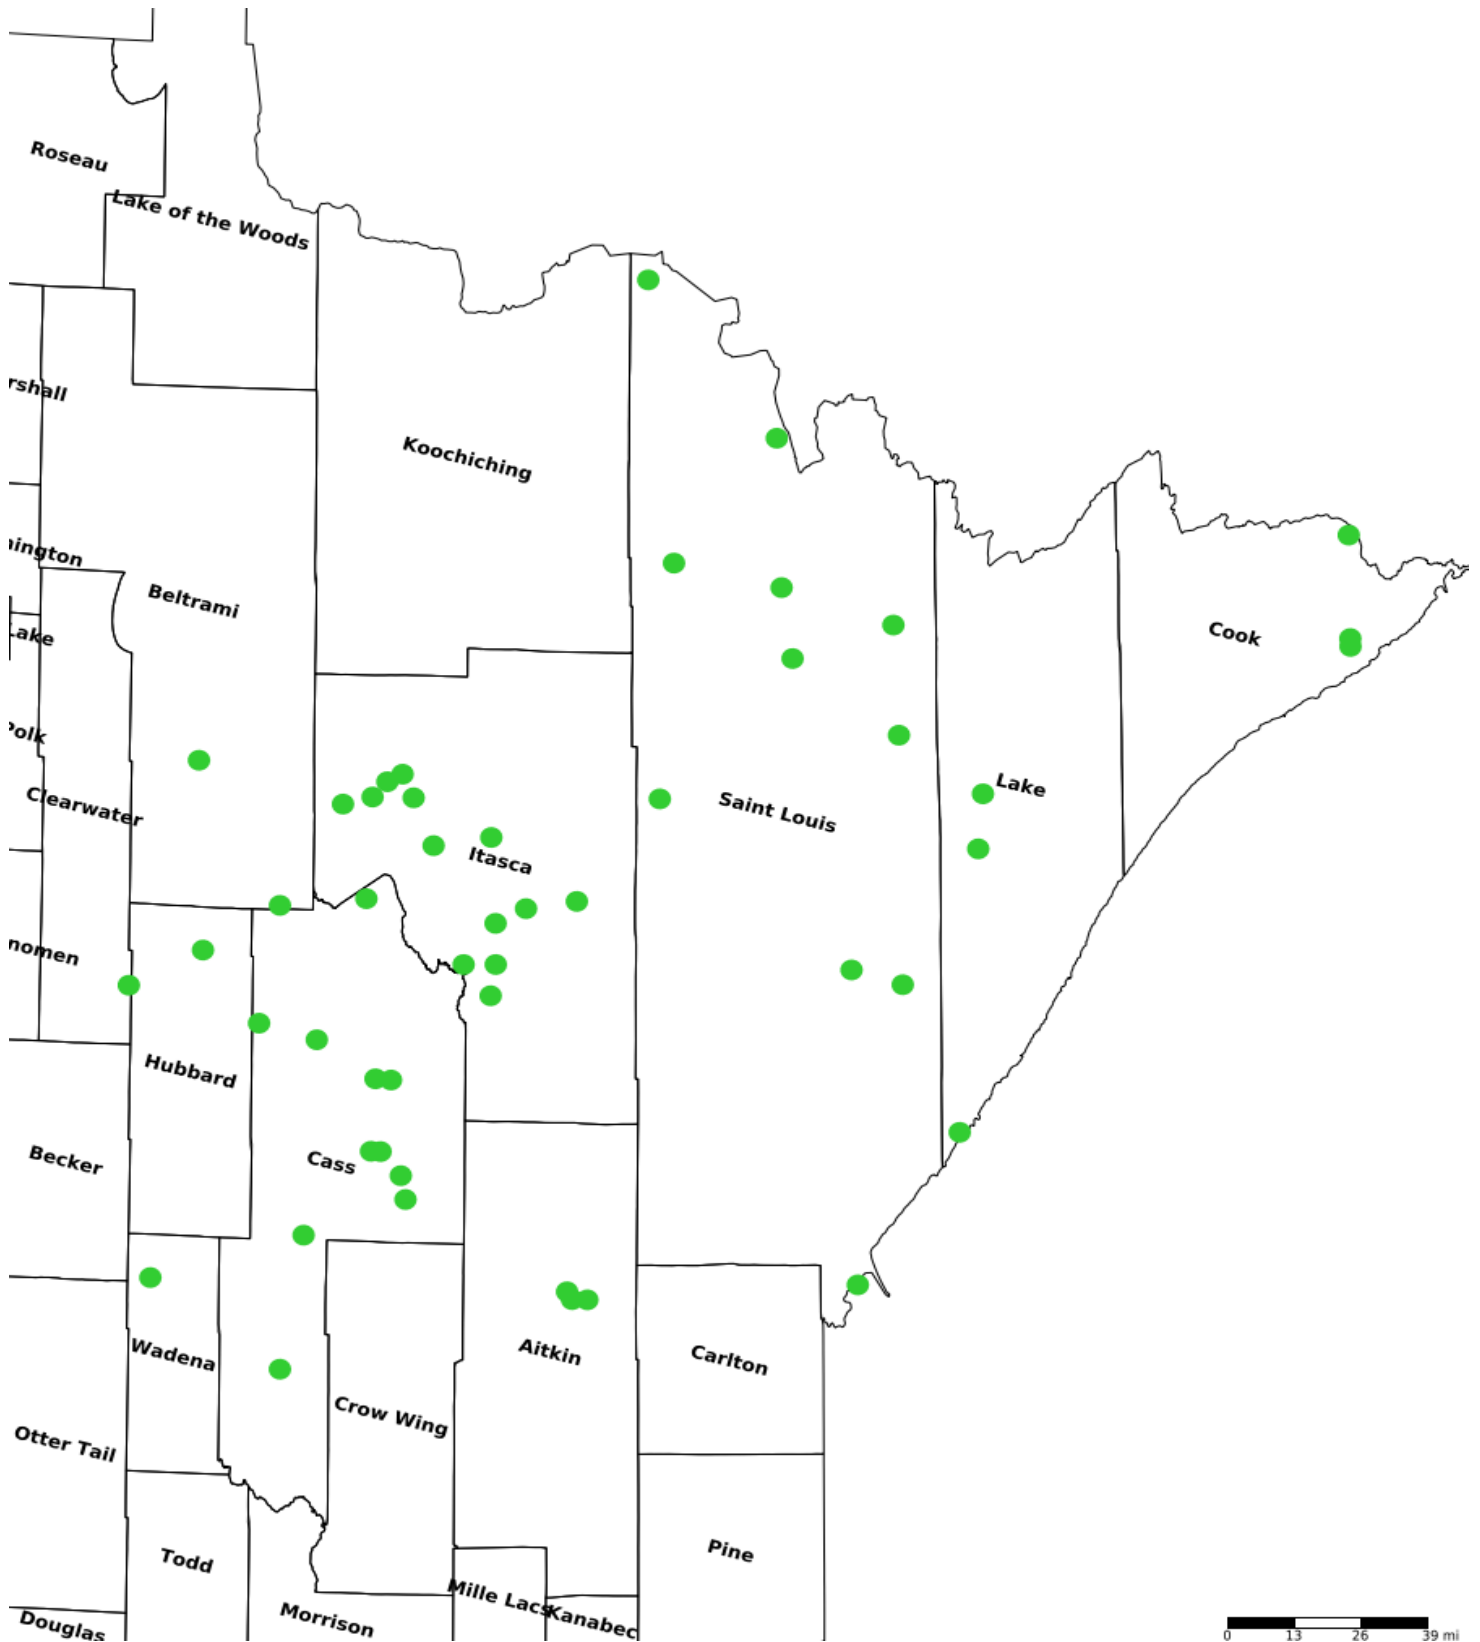 Roseau
Lake of the Woods
rshall
Koochiching
nington
Beltrami
Lake
Cook
Polk
Clearwater
Saint Louis
Lake
Itasca
nomen
Hubbard
Becker
Cass
Wadena
Aitkin
Carlton
Crow Wing
Otter Tail
Todd
Pine
Mille Lacs
Kanabec
Morrison
Douglas
0 13 26 39 mi